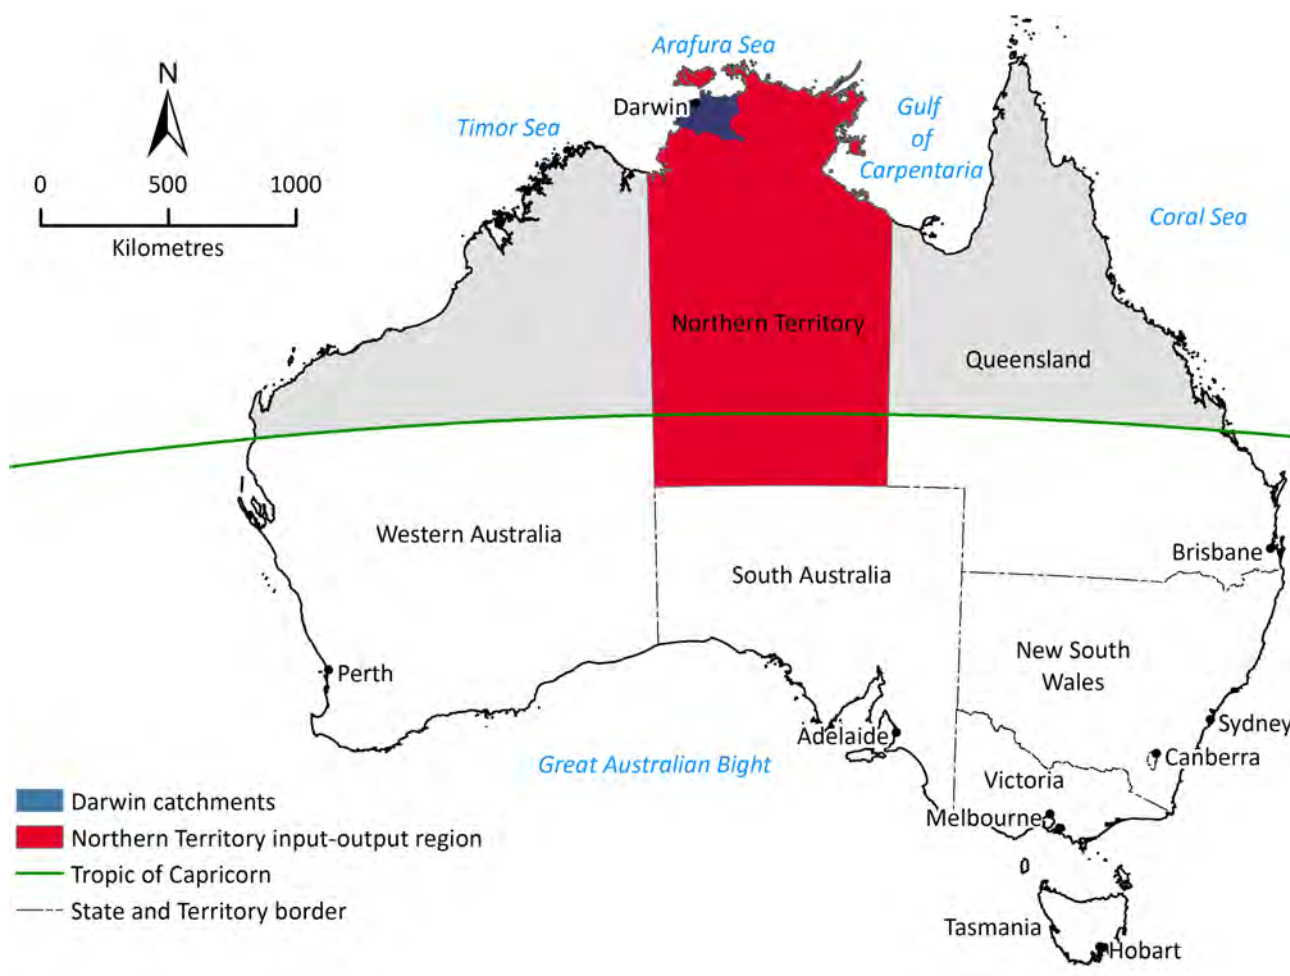 Arafura Sea
N
Darwin
Gulf
of
Carpentaria
Timor Sea
0 500 1000
Kilometres
Coral Sea
Northern Territory
Queensland
Western Australia
South Australia
Brisbane
New South
Wales
Perth
Sydney
Adelaide
Canberra
Great Australian Bight
Victoria
Melbourne
Darwin catchments
Northern Territory input-output region
Tropic of Capricorn
State and Territory border
Tasmania
Hobart